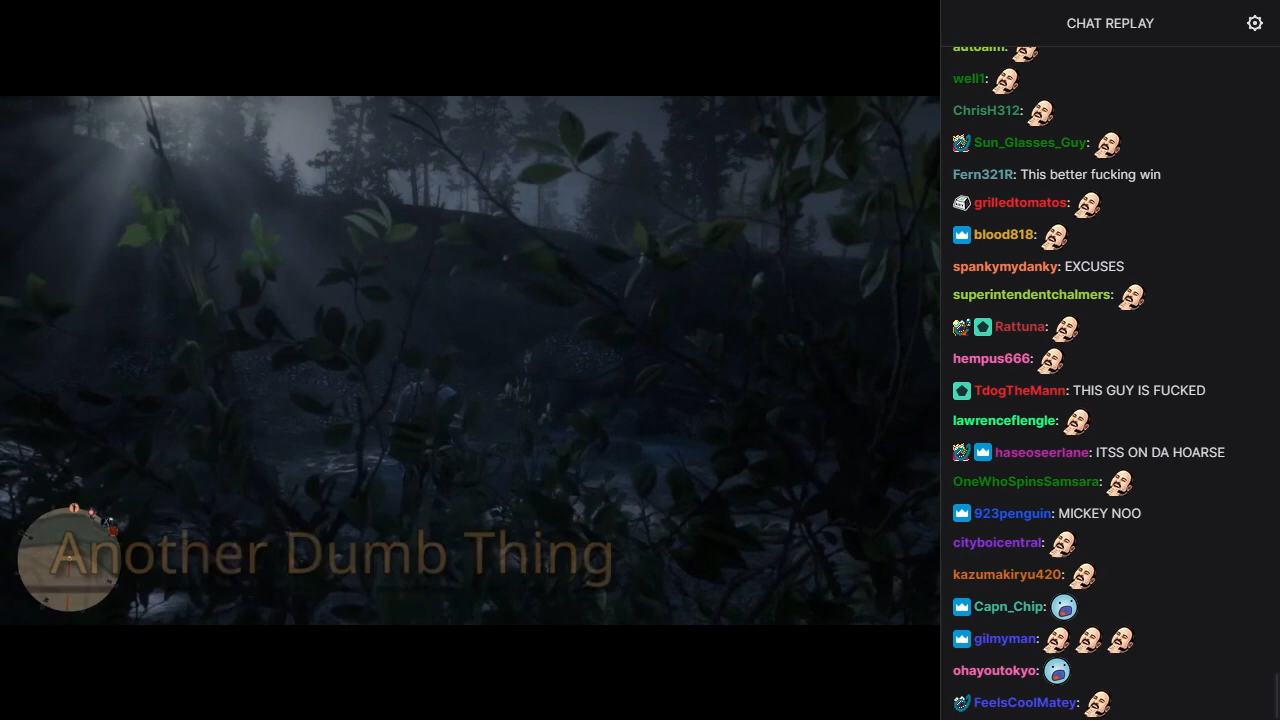 CHAT REPLAY
autoaim:
well1:
ChrisH312:
Sun_Glasses_Guy:
Fern321R: This better fucking win
grilledtomatos:
blood818:
spankymydanky: EXCUSES
superintendentchalmers:
Rattuna:
hempus666:
TdogTheMann: THIS GUY IS FUCKED
lawrenceflengle:
haseoseerlane: ITSS ON DA HOARSE
OneWhoSpinsSamsara:
923penguin: MICKEY NOO
cityboicentral:
kazumakiryu420:
Capn_Chip:
gilmyman:
ohayoutokyo:
FeelsCoolMatey:
Another Dumb Thing